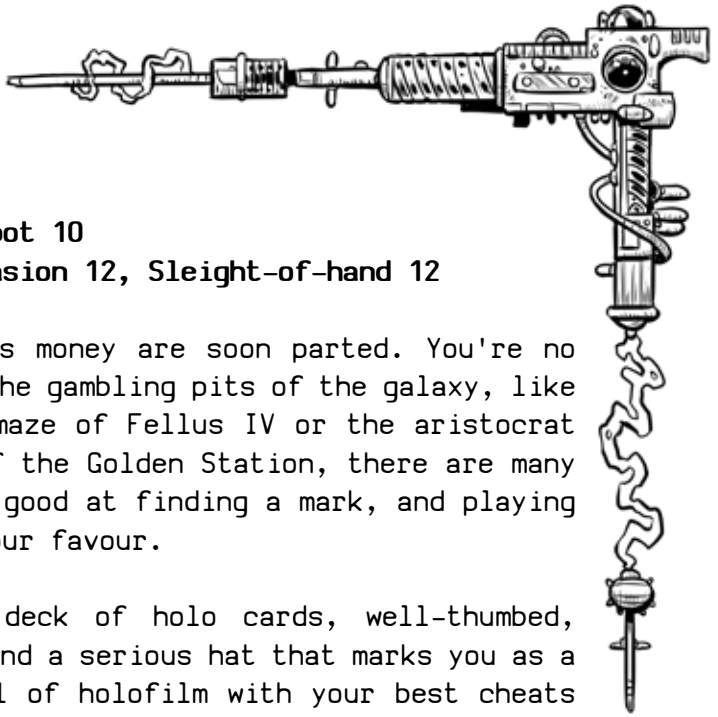 oot 10
asion 12, Sleight-of-hand 12
s money are soon parted. You're no
he gambling pits of the galaxy, like
maze of Fellus IV or the aristocrat
f the Golden Station, there are many
good at finding a mark, and playing
our favour.
deck of holo cards, well-thumbed,
nd a serious hat that marks you as a
l of holofilm with your best cheats